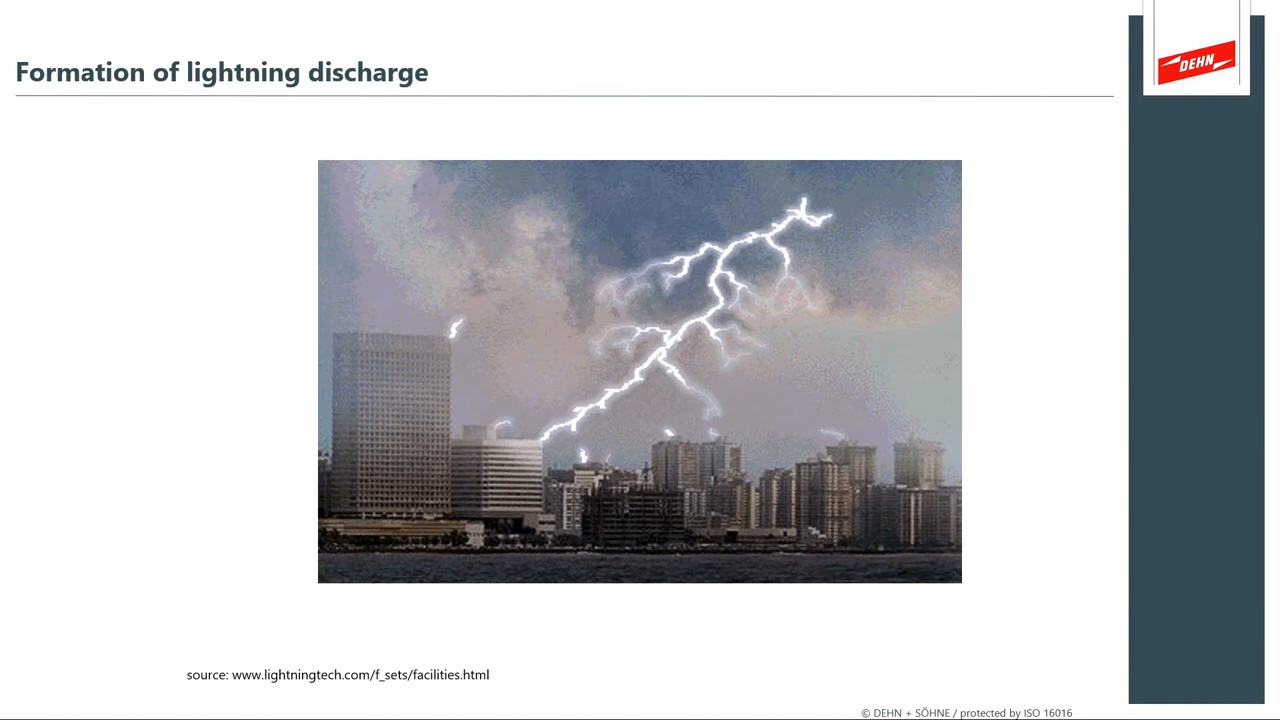 Formation of lightning discharge
DEHN
source: www.lightningtech.com/f_sets/facilities.html
© DEHN + SÖHNE / protected by ISO 16016